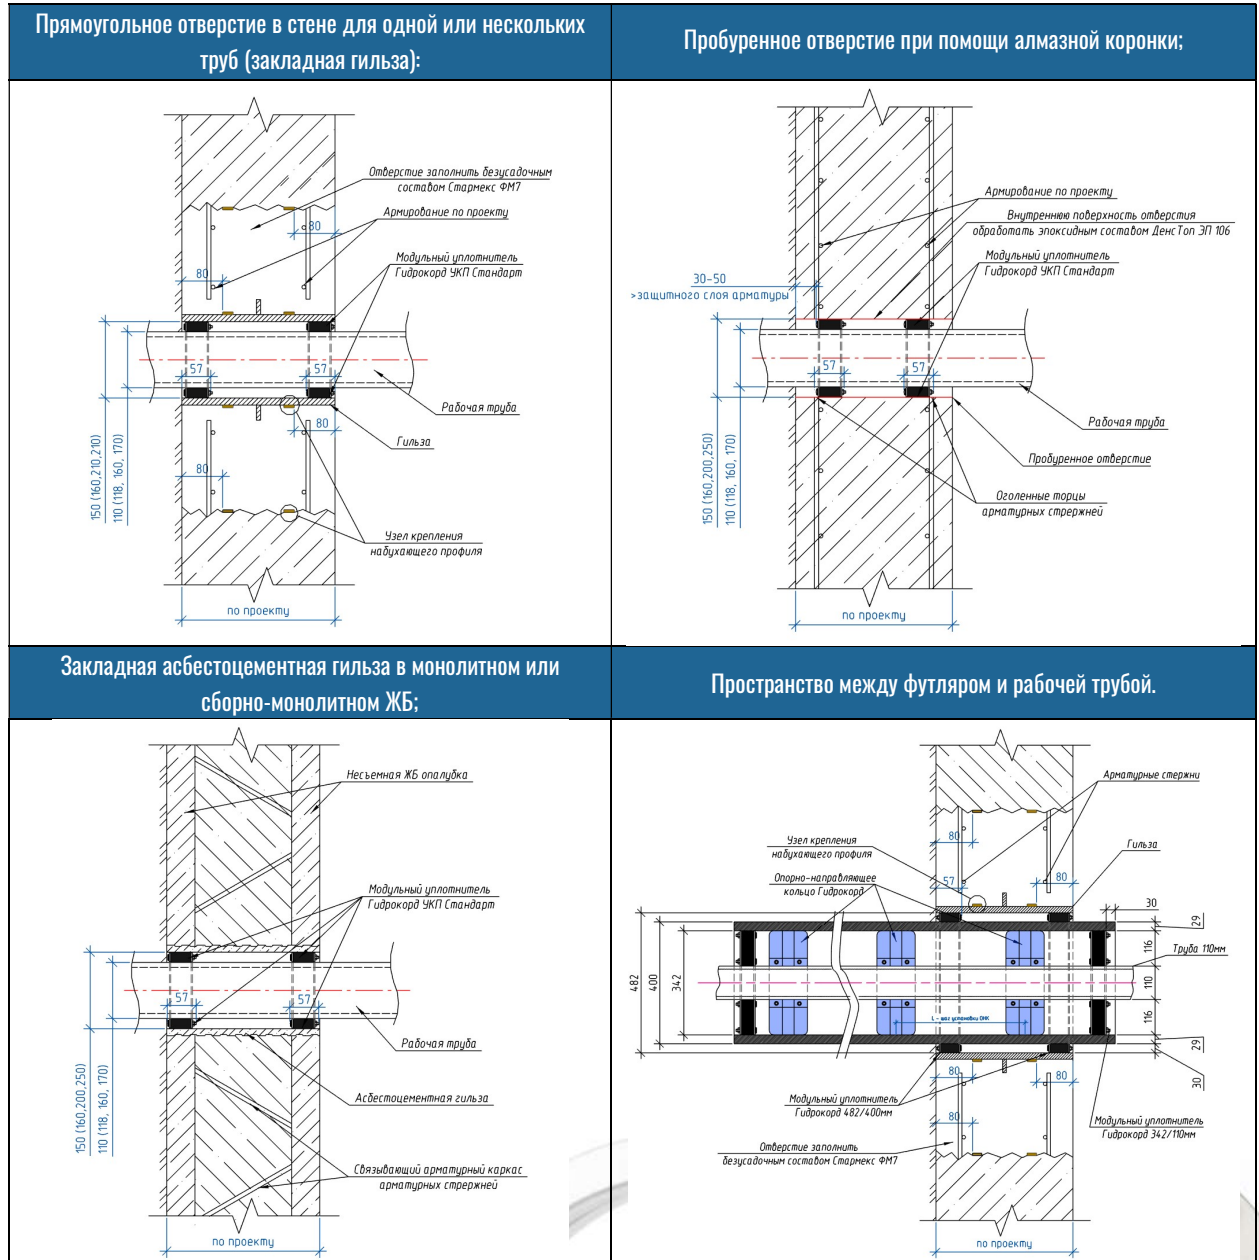 Прямоугольное отверстие в стене для одной или нескольких
труб (закладная гильза):
Отверстие заполнить безусадочным
составом Стармекс ФМ7
80
Армирование по проекту
Модульный уплотнитель
Гидрокорд УКП Стандарт
80
57
57
Рабочая труба
80
Гильза
80
150 (160,210,210)
110 (118, 160, 170)
Узел крепления
набухающего профиля
по проекту
Пробуренное отверстие при помощи алмазной коронки;
Армирование по проекту
Внутреннюю поверхность отверстия
обработать эпоксидным составом ДенсТоп ЭП 106
Модульный уплотнитель
Гидрокорд УКП Стандарт
30-50
>защитного слоя арматуры
57
57
Рабочая труба
Пробуренное отверстие
150 (160,200,250)
110 (118, 160, 170)
Оголенные торцы
арматурных стрержней
по проекту
Закладная асбестоцементная гильза в монолитном или
сборно-монолитном ЖБ;
Несъемная ЖБ опалубка
Модульный уплотнитель
Гидрокорд УКП Стандарт
57
57
Рабочая труба
Асбестоцементная гильза
150 (160,200,250)
110 (118, 160, 170)
Связывающий арматурный каркас
арматурных стрержней
по проекту
Пространство между футляром и рабочей трубой.
Арматурные стержни
Узел крепления
набухающего профиля
80
Гильза
Опорно-направляющее
кольцо Гидрокорд
57
80
30
29
116
Труба 110мм
482
400
342
110
L - шаг установки ОНК
116
29
80
80
30
Модульный уплотнитель
Гидрокорд 482/400мм
80
Модульный уплотнитель
Гидрокорд 342/110мм
Отверстие заполнить
безусадочным составом Стармекс ФМ7
по проекту